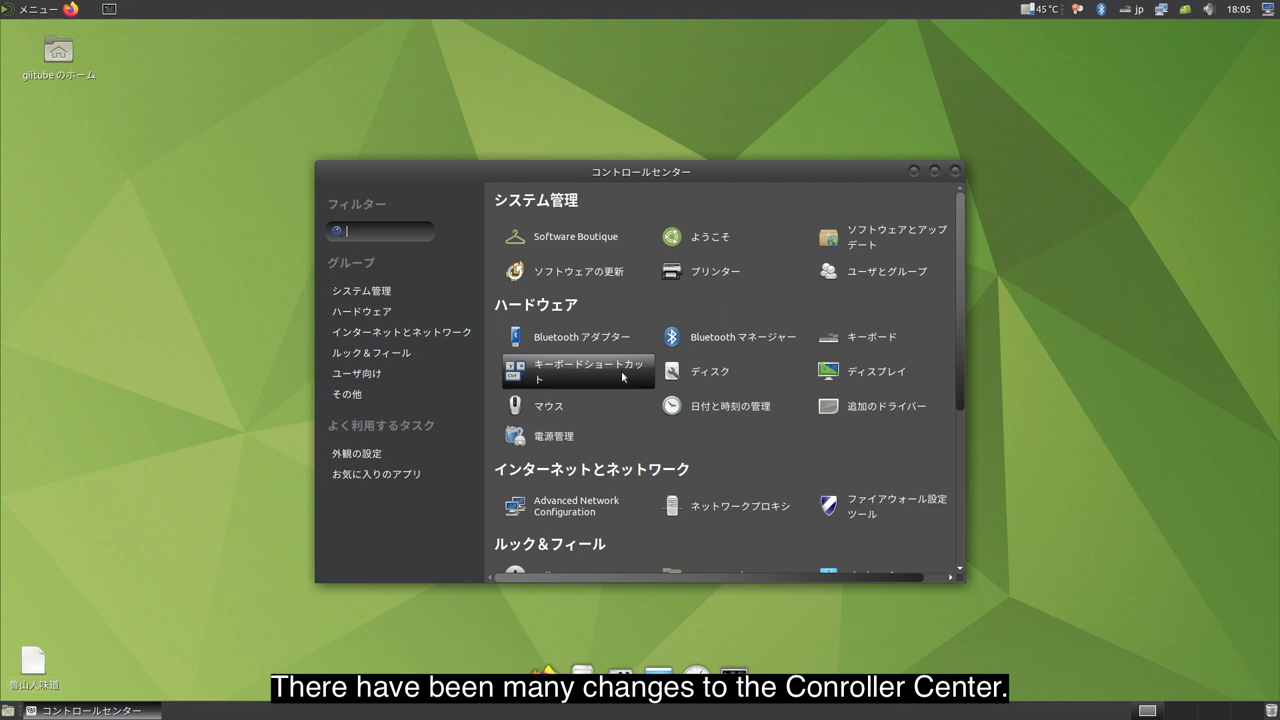 メニュー
45°C
jp
18:05
giitube のホーム
コントロールセンター
フィルター
グループ
システム管理
ハードウェア
インターネットとネットワーク
ルック＆フィール
ユーザ向け
その他
よく利用するタスク
外観の設定
お気に入りのアプリ
システム管理
Software Boutique
ようこそ
ソフトウェアとアップ
デート
ソフトウェアの更新
プリンター
ユーザとグループ
ハードウェア
Bluetooth アダプター
Bluetooth マネージャー
キーボード
キーボードショートカッ
ト
ディスク
ディスプレイ
マウス
日付と時刻の管理
追加のドライバー
電源管理
インターネットとネットワーク
Advanced Network
Configuration
ネットワークプロキシ
ファイアウォール設定
ツール
ルック＆フィール
魯山人味道
There have been many changes to the Conroller Center.
コントロールセンター